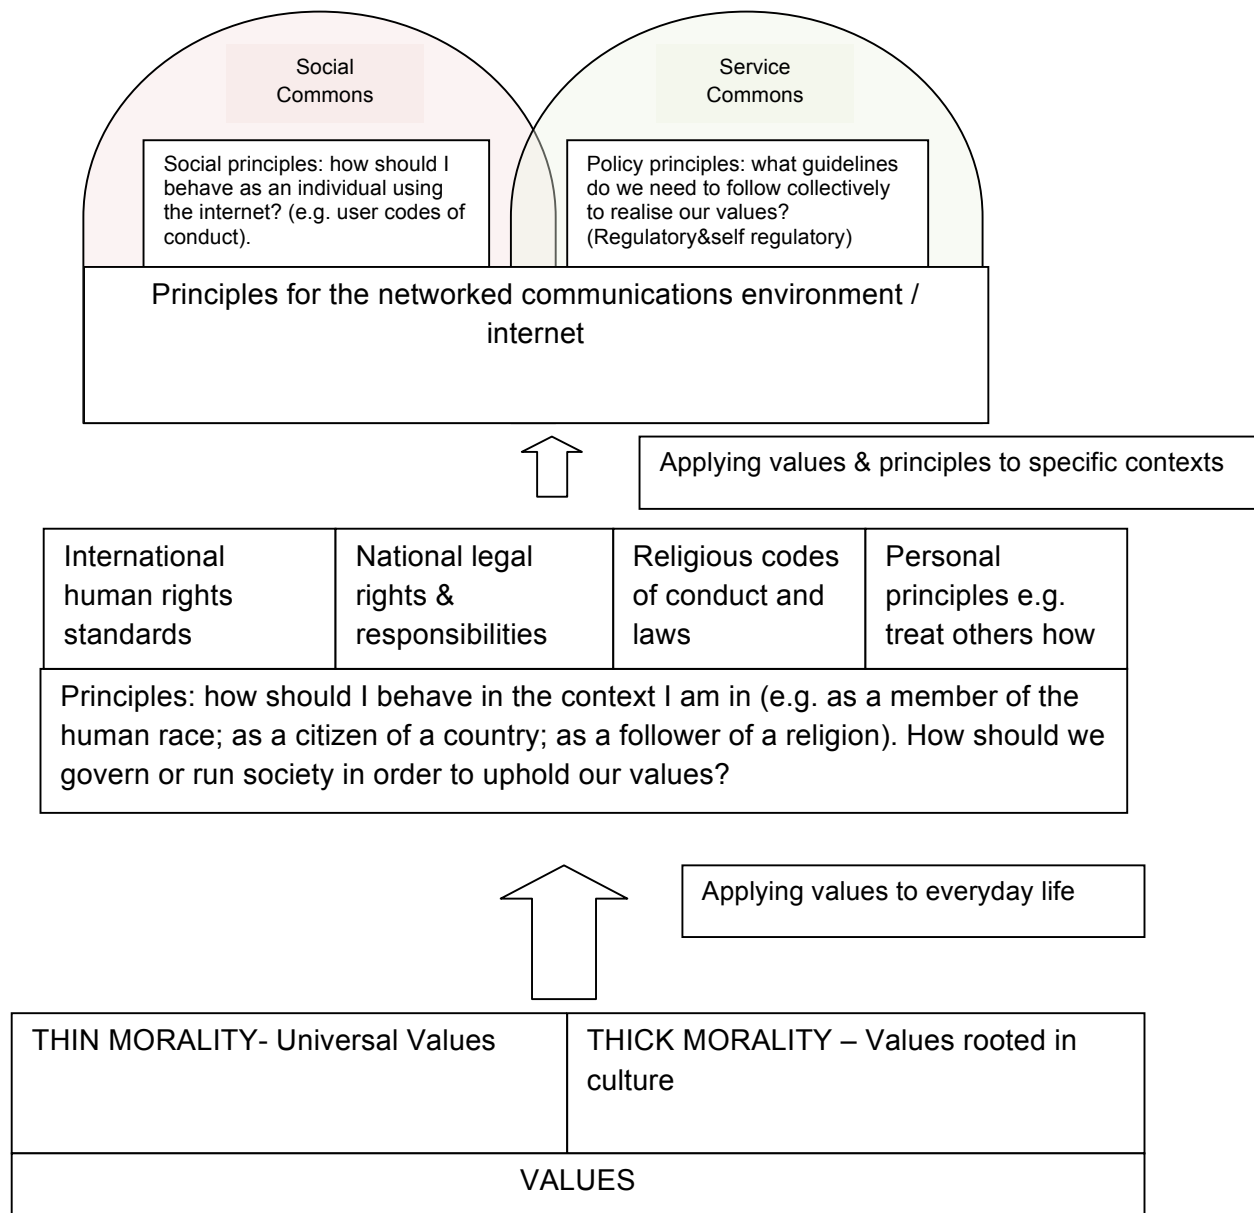 Social
Commons
Service
Commons
Social principles: how should I
behave as an individual using
the internet? (e.g. user codes of
conduct).
Policy principles: what guidelines
do we need to follow collectively
to realise our values?
(Regulatory&self regulatory)
Principles for the networked communications environment /
internet
Applying values & principles to specific contexts
International
human rights
standards
National legal
rights &
responsibilities
Religious codes
of conduct and
laws
Personal
principles e.g.
treat others how
Principles: how should I behave in the context I am in (e.g. as a member of the
human race; as a citizen of a country; as a follower of a religion). How should we
govern or run society in order to uphold our values?
Applying values to everyday life
THIN MORALITY- Universal Values
THICK MORALITY – Values rooted in
culture
VALUES